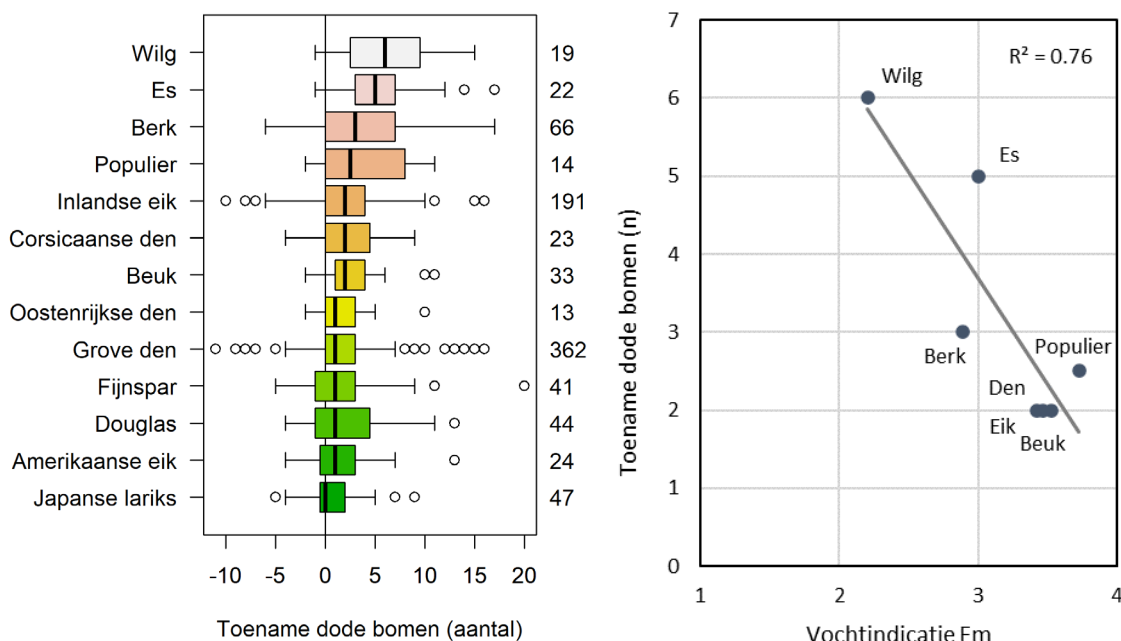 Wilg 19
Es 22
Berk 66
Populier 14
Inlandse eik 191
Corsicaanse den 23
Beuk 33
Oostenrijkse den 13
Grove den 362
Fijnspar 41
Douglas 44
Amerikaanse eik 24
Japanse lariks 47
-10 -5 0 5 10 15 20
Toename dode bomen (aantal)
Toename dode bomen (n)
7
6
5
4
3
2
1
0
R² = 0.76
Wilg
Es
Berk
Populier
Den
Eik
Beuk
1 2 3 4
Vochtindicatie Fm